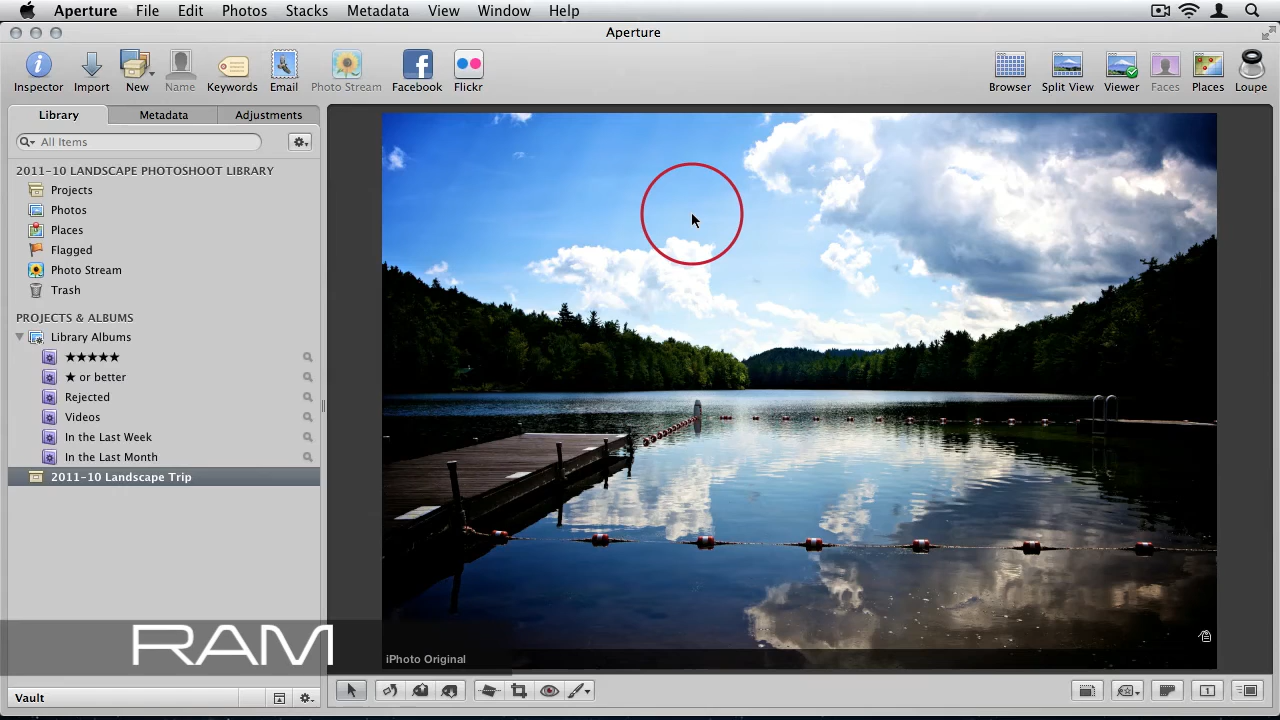 Aperture File Edit Photos Stacks Metadata View Window Help
Aperture
Inspector Import New Name Keywords Email Photo Stream Facebook Flickr Browser Split View Viewer Faces Places Loupe
Library Metadata Adjustments
All Items
2011-10 LANDSCAPE PHOTOSHOOT LIBRARY
Projects
Photos
Places
Flagged
Photo Stream
Trash
PROJECTS & ALBUMS
Library Albums
★★★★★
★ or better
Rejected
Videos
In the Last Week
In the Last Month
2011-10 Landscape Trip
RAM
iPhoto Original
Vault
1